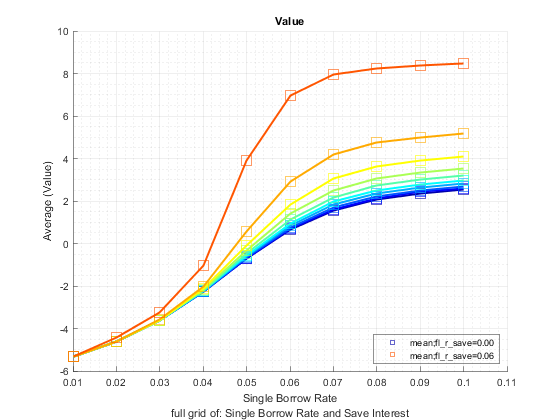 Value
10
8
6
4
2
0
-2
-4
-6
Average (Value)
0.01 0.02 0.03 0.04 0.05 0.06 0.07 0.08 0.09 0.1 0.11
mean;fl_r_save=0.00
mean;fl_r_save=0.06
Single Borrow Rate
full grid of: Single Borrow Rate and Save Interest